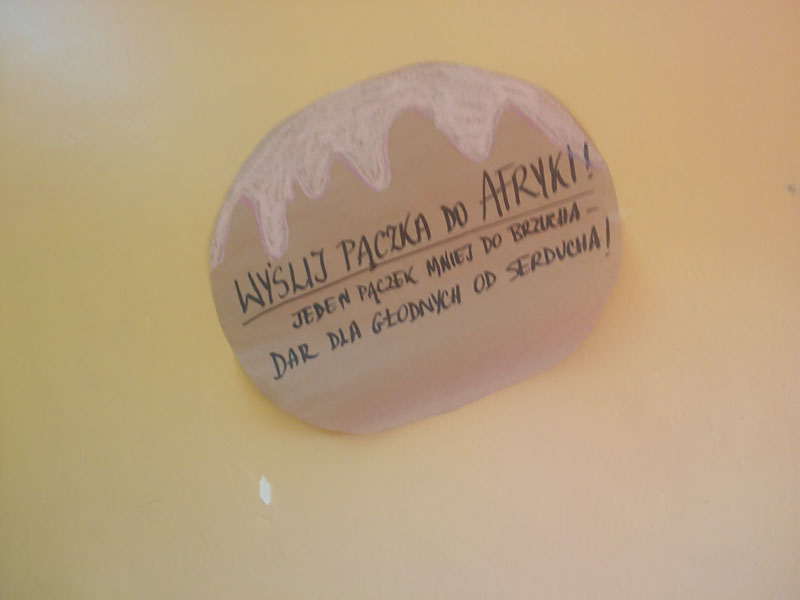 WYŚLIJ PĄCZKA DO AFRYKI!
JEDEN PĄCZEK MNIEJ DO BRZUCHA –
DAR DLA GŁODNYCH OD SERDUCHA!